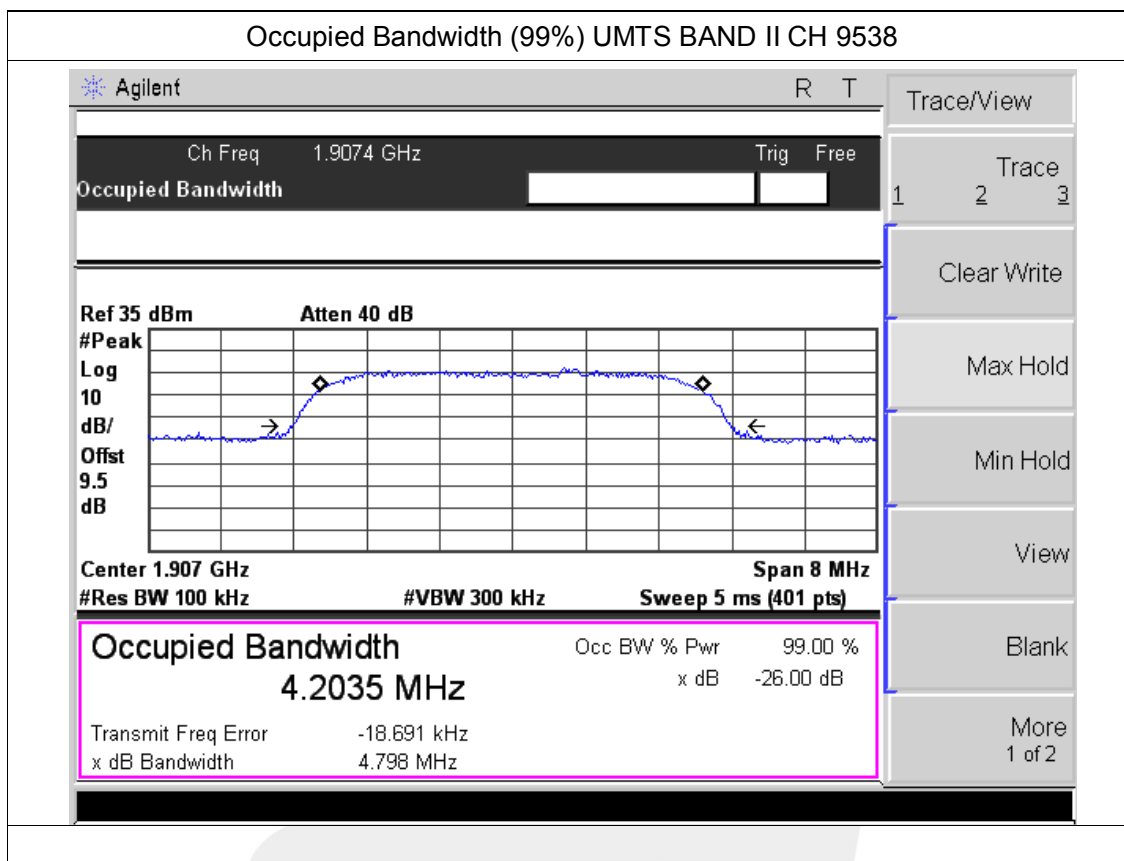 Occupied Bandwidth (99%) UMTS BAND II CH 9538
Agilent R T
Trace/View
Ch Freq 1.9074 GHz Trig Free
Occupied Bandwidth
Trace
1 2 3
Clear Write
Max Hold
Min Hold
View
Blank
More
1 of 2
Ref 35 dBm Atten 40 dB
#Peak
Log
10
dB/
Offst
9.5
dB
Center 1.907 GHz Span 8 MHz
#Res BW 100 kHz #VBW 300 kHz Sweep 5 ms (401 pts)
Occupied Bandwidth Occ BW % Pwr 99.00 %
4.2035 MHz x dB -26.00 dB
Transmit Freq Error -18.691 kHz
x dB Bandwidth 4.798 MHz